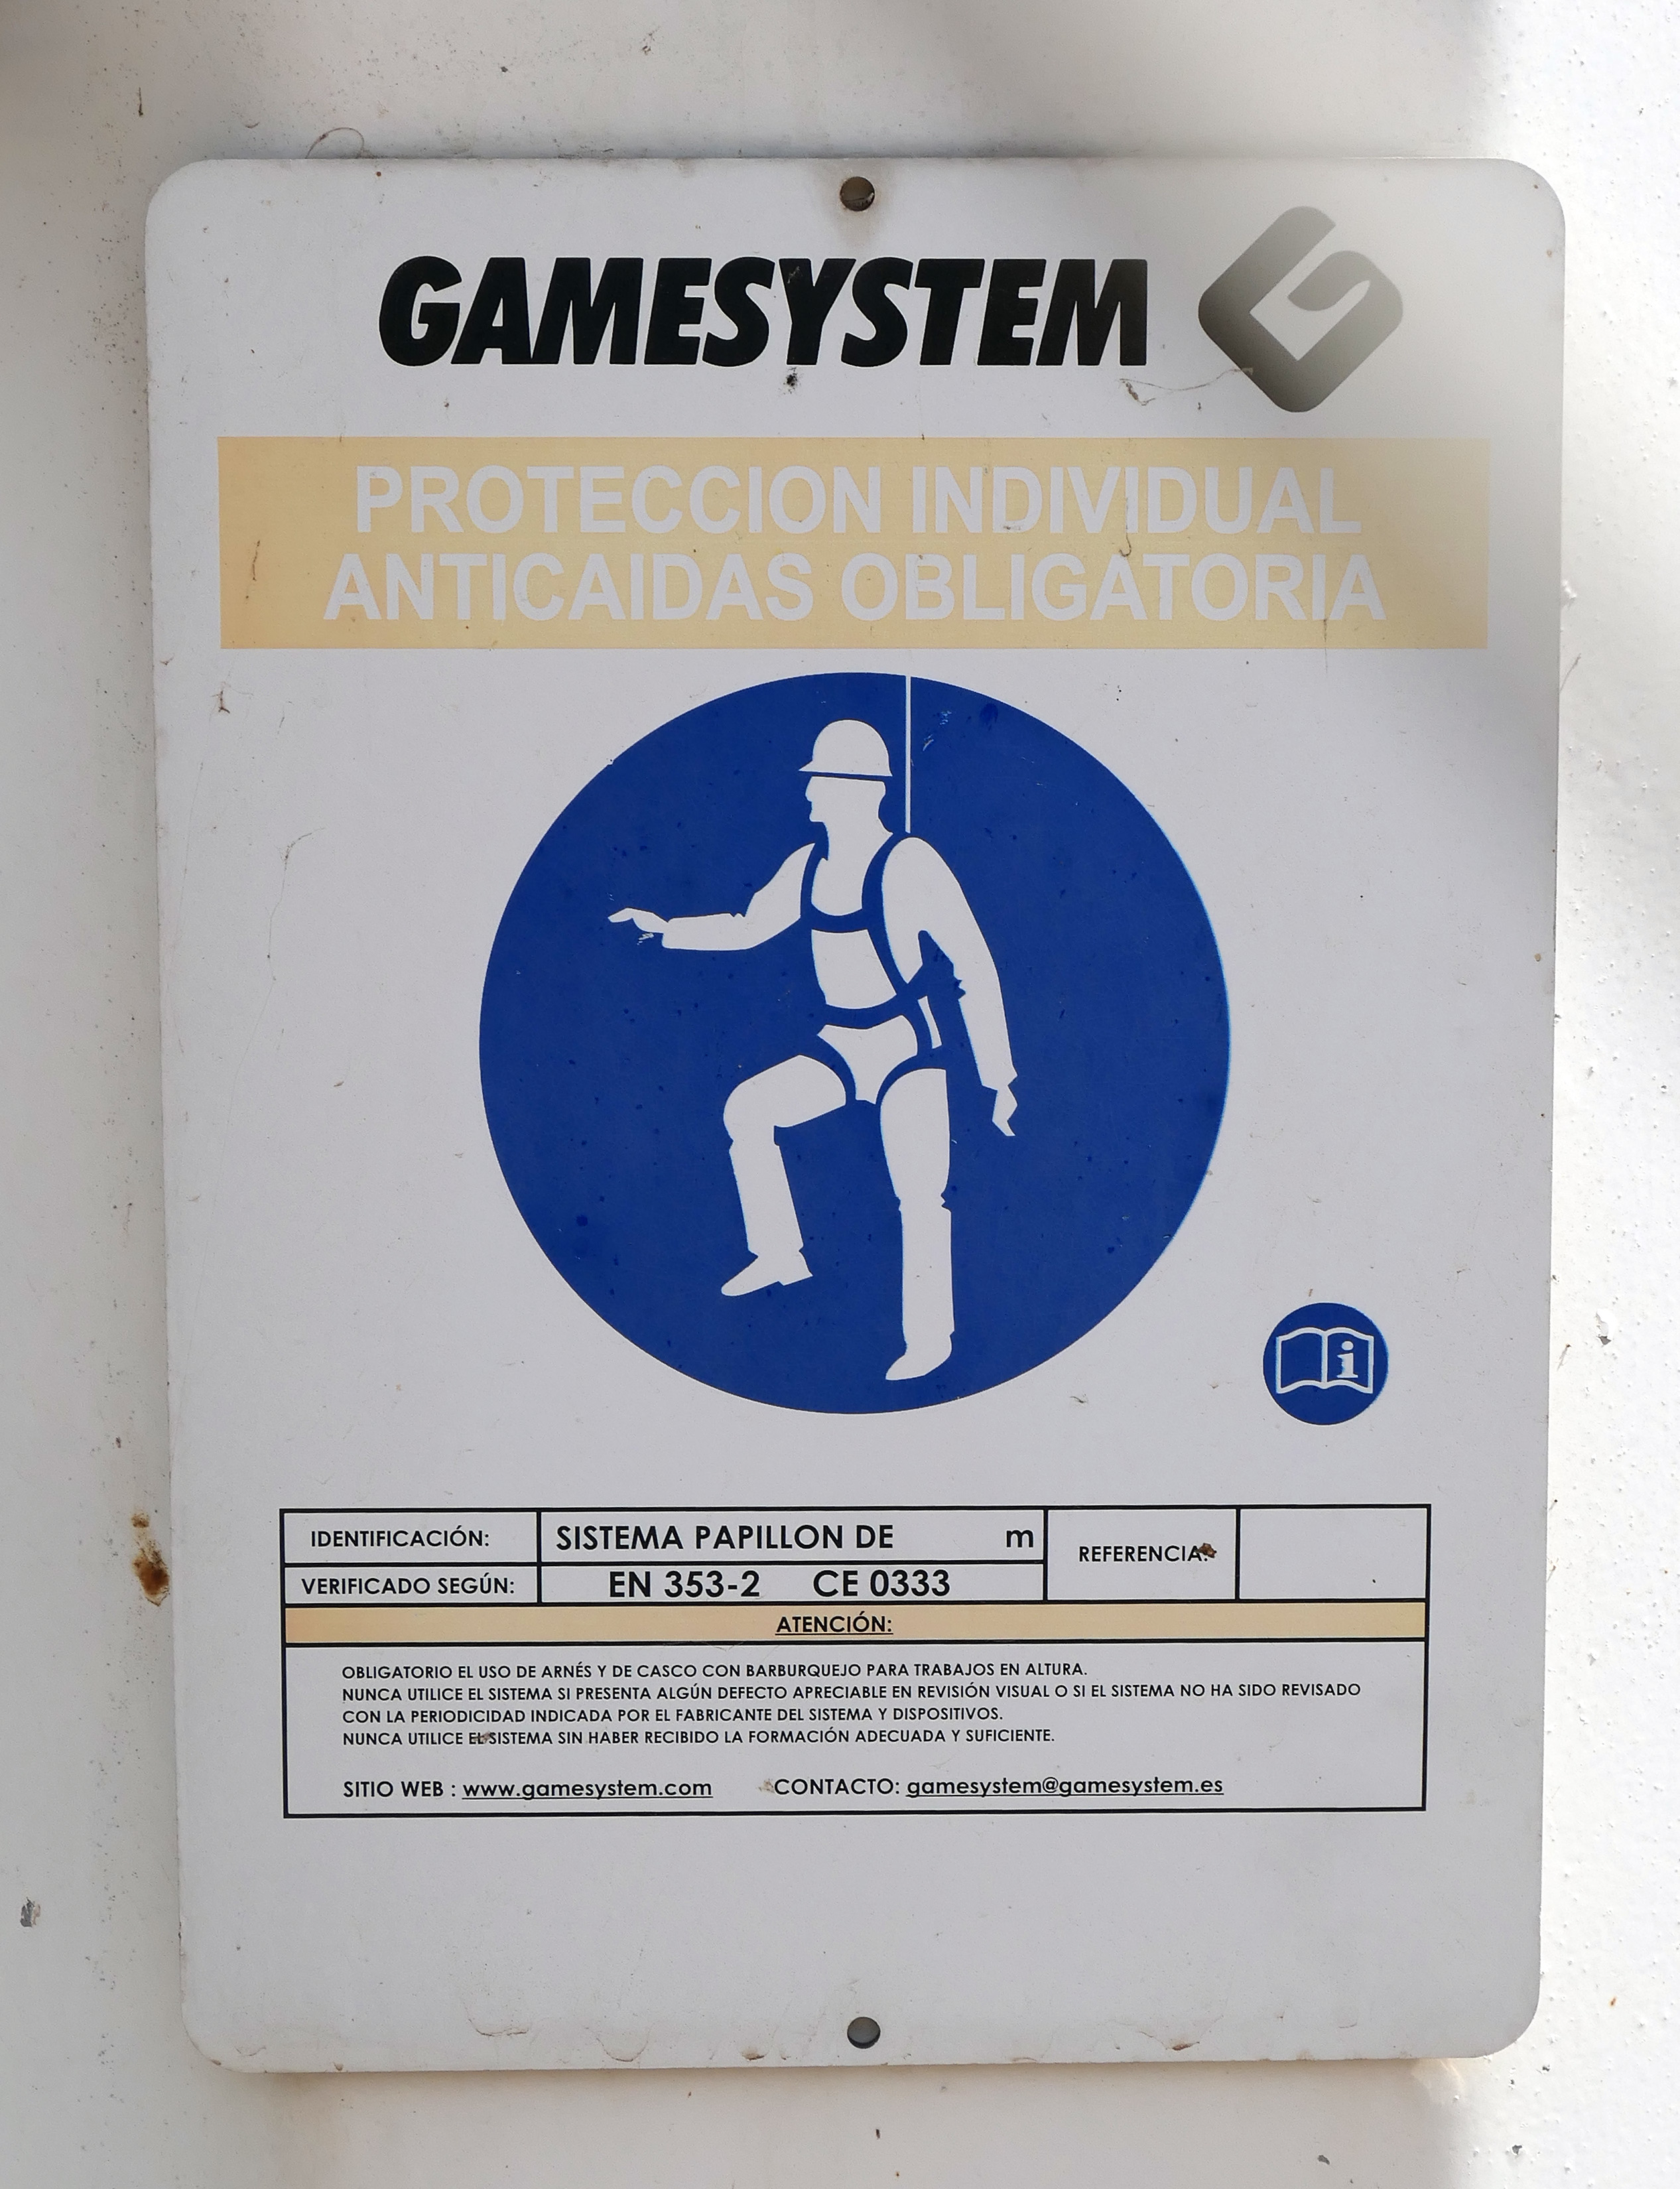 GAMESYSTEM
PROTECCION INDIVIDUAL
ANTICAIDAS OBLIGATORIA
i
IDENTIFICACIÓN: SISTEMA PAPILLON DE m REFERENCIA:
VERIFICADO SEGÚN: EN 353-2 CE 0333
ATENCIÓN:
OBLIGATORIO EL USO DE ARNÉS Y DE CASCO CON BARBURQUEJO PARA TRABAJOS EN ALTURA.
NUNCA UTILICE EL SISTEMA SI PRESENTA ALGÚN DEFECTO APRECIABLE EN REVISIÓN VISUAL O SI EL SISTEMA NO HA SIDO REVISADO
CON LA PERIODICIDAD INDICADA POR EL FABRICANTE DEL SISTEMA Y DISPOSITIVOS.
NUNCA UTILICE EL SISTEMA SIN HABER RECIBIDO LA FORMACIÓN ADECUADA Y SUFICIENTE.
SITIO WEB : www.gamesystem.com CONTACTO: gamesystem@gamesystem.es